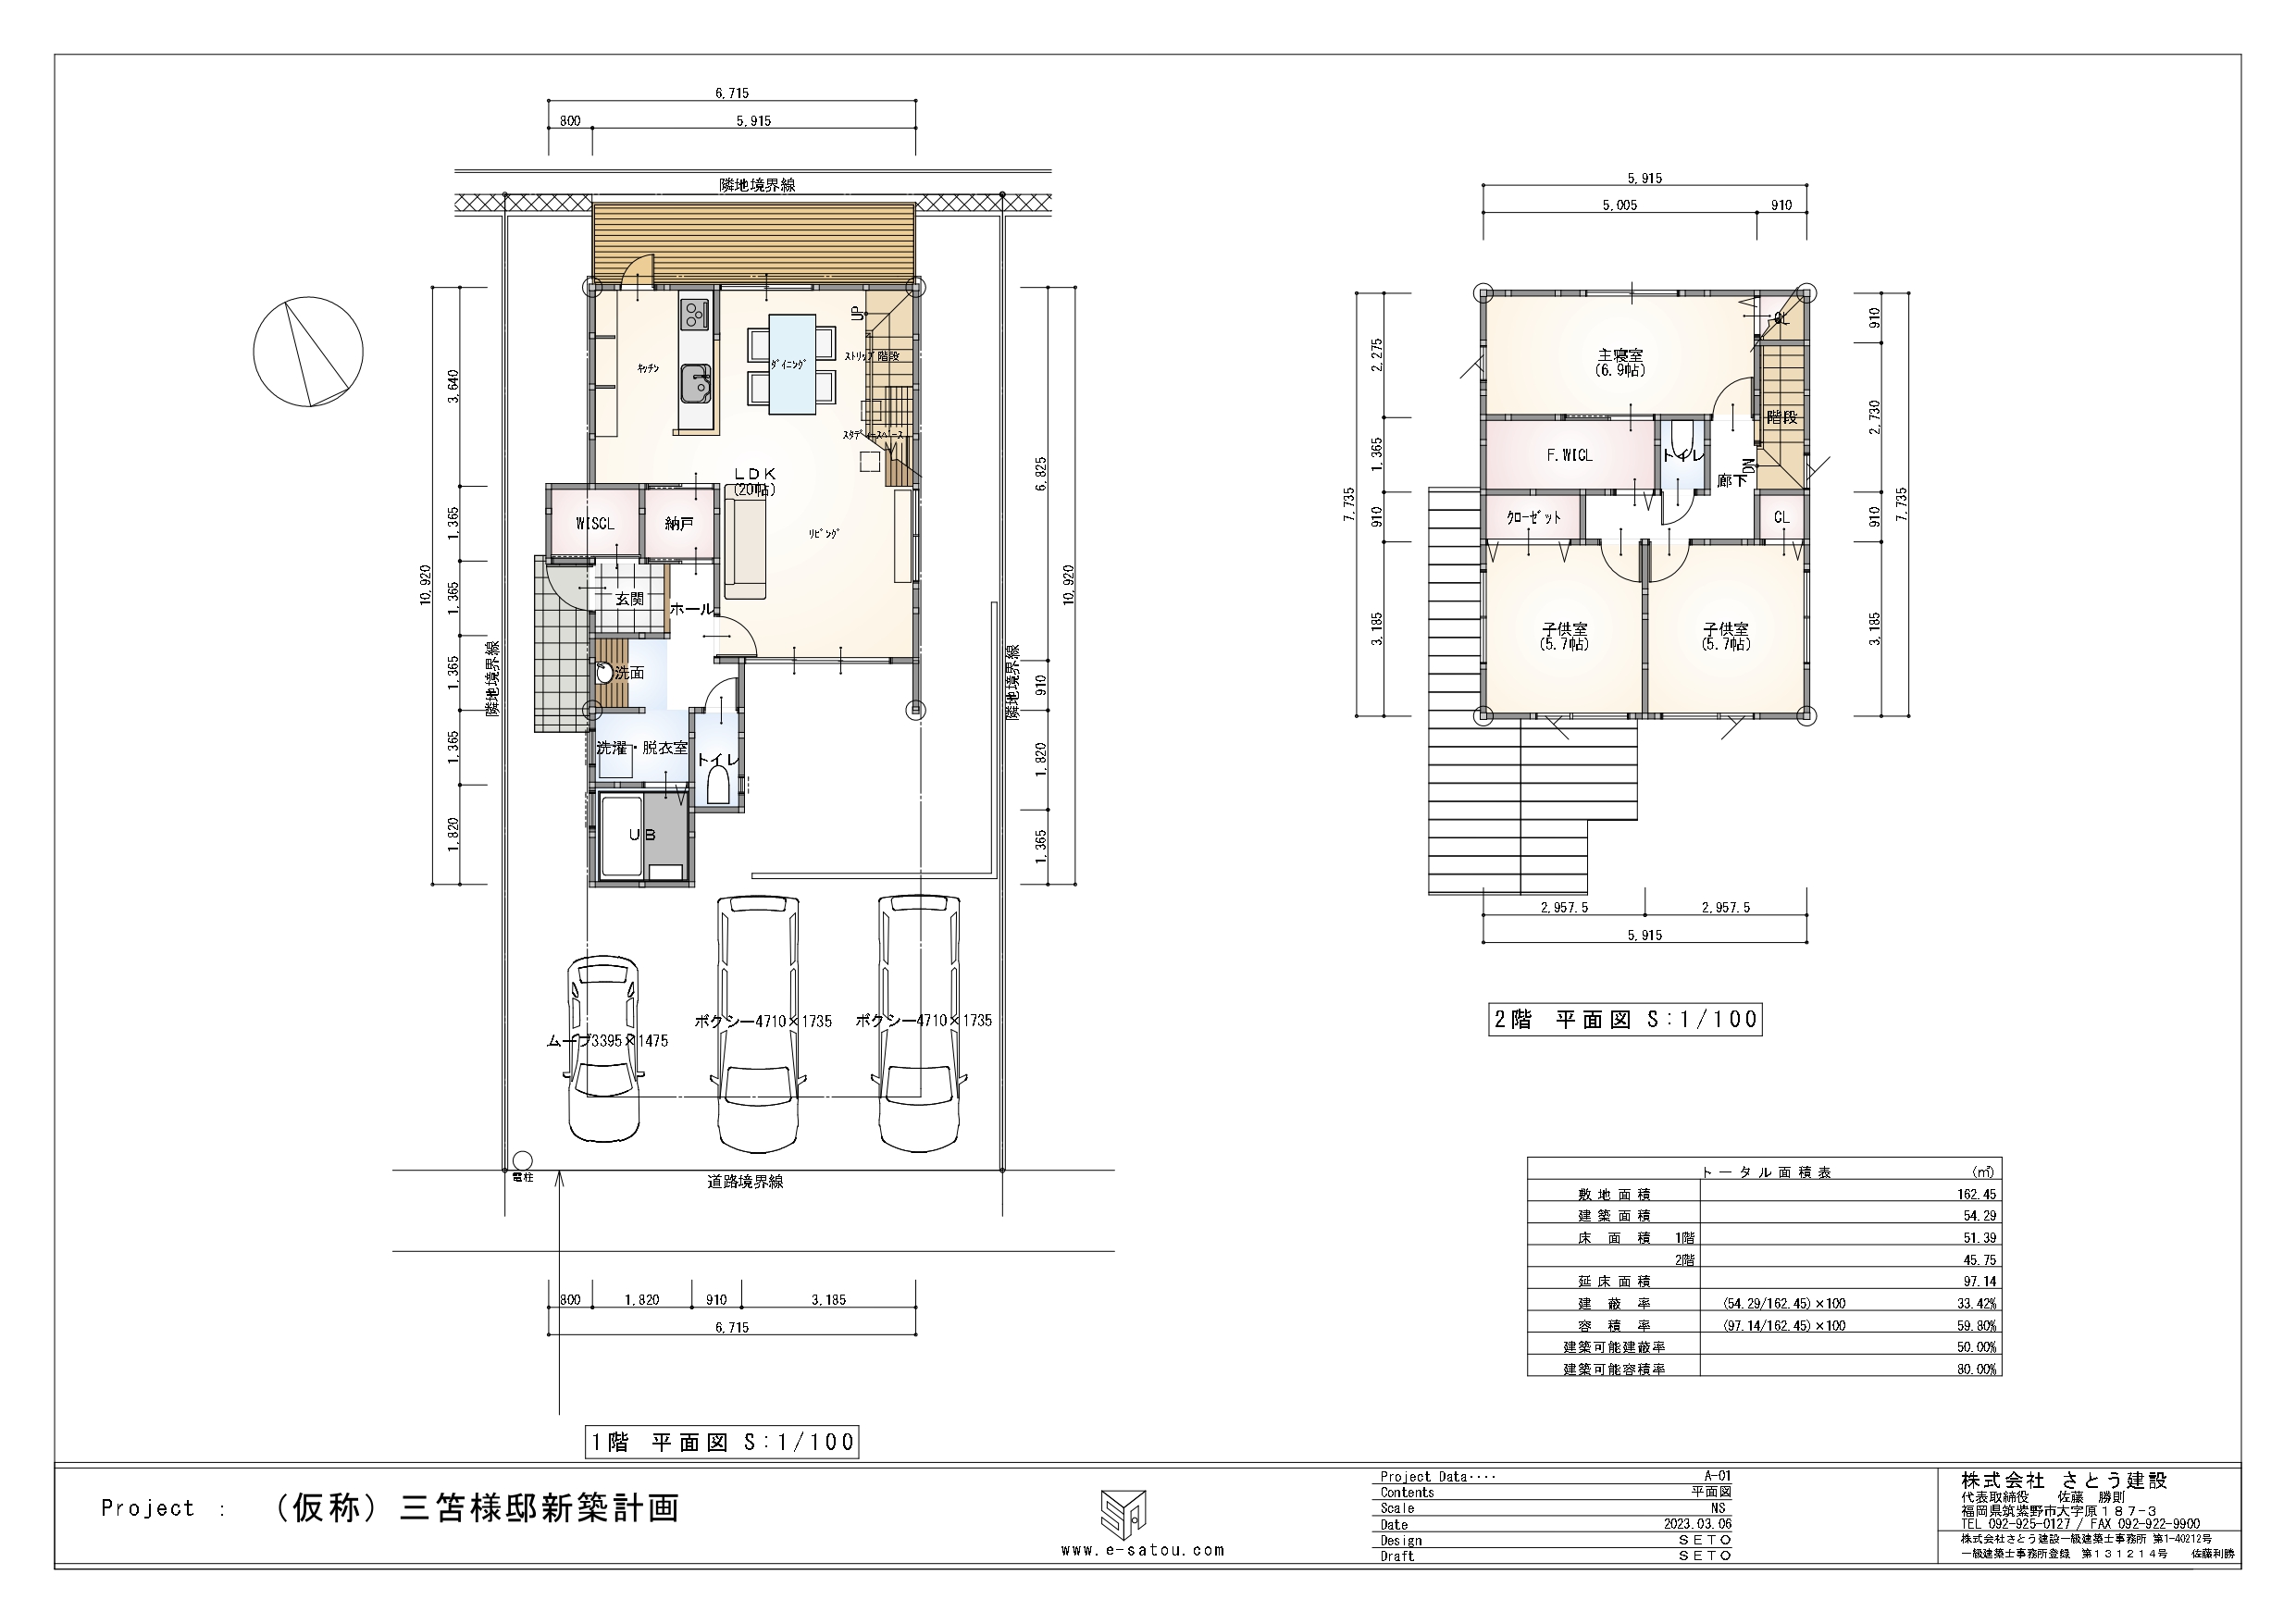 6,715
800
5,915
隣地境界線
10,920
3,640
1,365
1,365
1,365
1,365
1,820
隣地境界線
UP
キッチン
ダイニング
ストリップ階段
スタディースペース
LDK
(20帖)
WISCL
納戸
リビング
玄関
ホール
洗面
洗濯・脱衣室
トイレ
UB
6,825
910
1,820
1,365
10,920
隣地境界線
ムーブ3395×1475
ボクシー4710×1735
ボクシー4710×1735
電柱
道路境界線
800
1,820
910
3,185
6,715
1階 平面図 S:1/100
5,915
5,005
910
7,735
2,275
1,365
910
3,185
主寝室
(6.9帖)
CL
階段
F.WICL
トイレ
DN
廊下
クローゼット
CL
子供室
(5.7帖)
子供室
(5.7帖)
910
2,730
910
3,185
7,735
2,957.5
2,957.5
5,915
2階 平面図 S:1/100
トータル面積表 (㎡)
敷地面積 162.45
建築面積 54.29
床面積 1階 51.39
2階 45.75
延床面積 97.14
建蔽率 (54.29/162.45)×100 33.42%
容積率 (97.14/162.45)×100 59.80%
建築可能建蔽率 50.00%
建築可能容積率 80.00%
Project : (仮称)三笘様邸新築計画
www.e-satou.com
Project Data‥‥ A-01
Contents 平面図
Scale NS
Date 2023.03.06
Design SETO
Draft SETO
株式会社 さとう建設
代表取締役 佐藤 勝則
福岡県筑紫野市大字原187-3
TEL 092-925-0127 / FAX 092-922-9900
株式会社さとう建設一級建築士事務所 第1-40212号
一級建築士事務所登録 第131214号 佐藤利勝